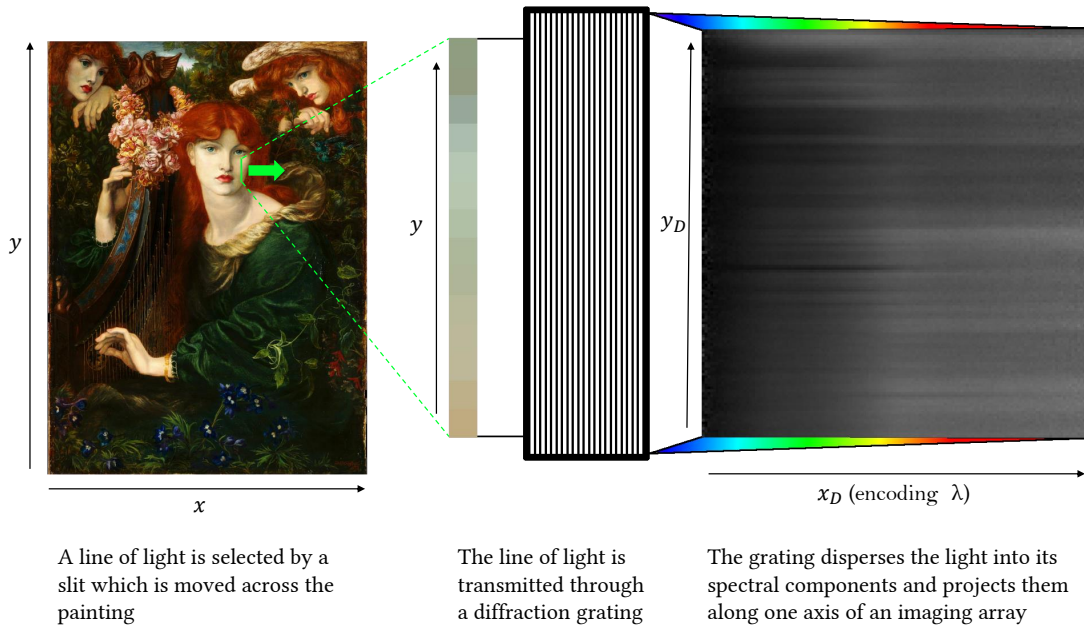 y
x
y
y_D
x_D (encoding λ)
A line of light is selected by a
slit which is moved across the
painting
The line of light is
transmitted through
a diffraction grating
The grating disperses the light into its
spectral components and projects them
along one axis of an imaging array